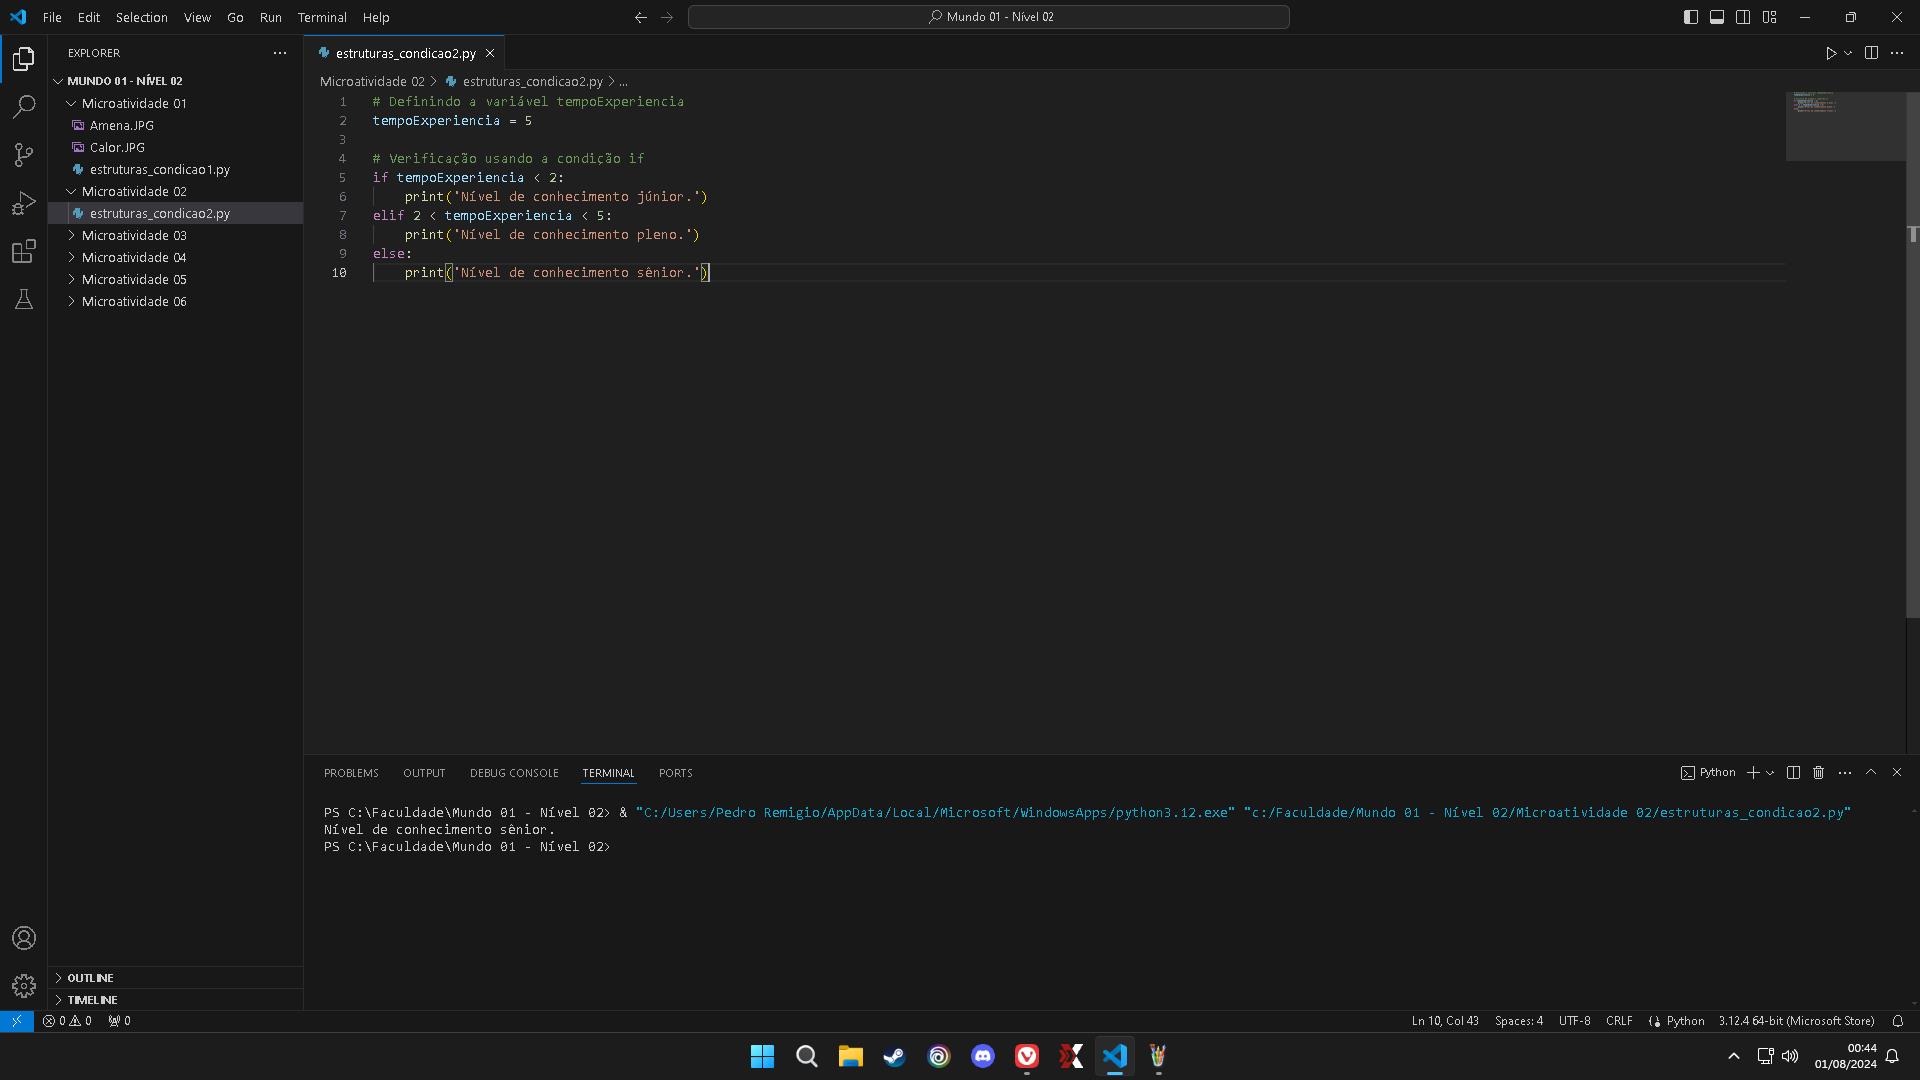 File Edit Selection View Go Run Terminal Help
Mundo 01 - Nível 02
EXPLORER
MUNDO 01 - NÍVEL 02
Microatividade 01
Amena.JPG
Calor.JPG
estruturas_condicao1.py
Microatividade 02
estruturas_condicao2.py
Microatividade 03
Microatividade 04
Microatividade 05
Microatividade 06
OUTLINE
TIMELINE
estruturas_condicao2.py
Microatividade 02 > estruturas_condicao2.py > ...
1 # Definindo a variável tempoExperiencia
2 tempoExperiencia = 5
3
4 # Verificação usando a condição if
5 if tempoExperiencia < 2:
6 print('Nível de conhecimento júnior.')
7 elif 2 < tempoExperiencia < 5:
8 print('Nível de conhecimento pleno.')
9 else:
10 print('Nível de conhecimento sênior.')
PROBLEMS OUTPUT DEBUG CONSOLE TERMINAL PORTS
Python
PS C:\Faculdade\Mundo 01 - Nível 02> & "C:/Users/Pedro Remigio/AppData/Local/Microsoft/WindowsApps/python3.12.exe" "c:/Faculdade/Mundo 01 - Nível 02/Microatividade 02/estruturas_condicao2.py"
Nível de conhecimento sênior.
PS C:\Faculdade\Mundo 01 - Nível 02>
0 0 0
Ln 10, Col 43 Spaces: 4 UTF-8 CRLF Python 3.12.4 64-bit (Microsoft Store)
00:44
01/08/2024